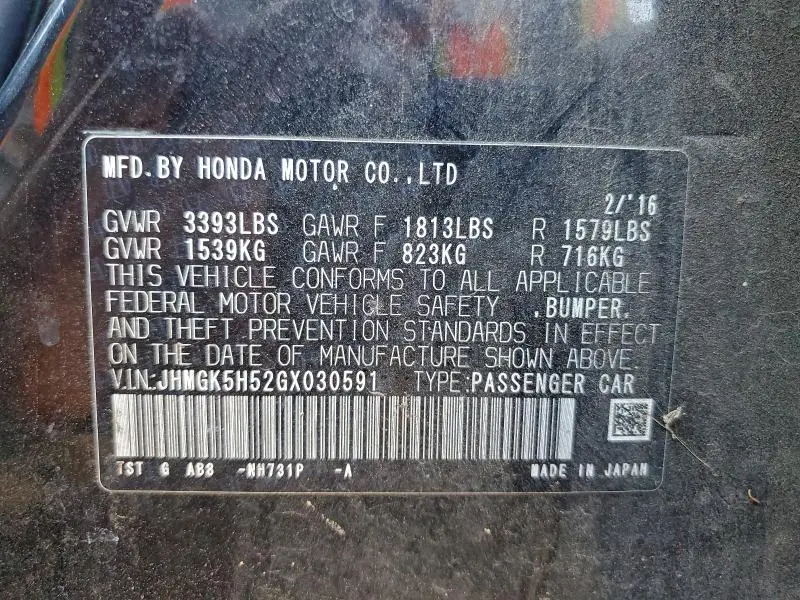 MFD. BY HONDA MOTOR CO., LTD
2/'16
GVWR 3393LBS GAWR F 1813LBS R 1579LBS
GVWR 1539KG GAWR F 823KG R 716KG
THIS VEHICLE CONFORMS TO ALL APPLICABLE
FEDERAL MOTOR VEHICLE SAFETY ,BUMPER,
AND THEFT PREVENTION STANDARDS IN EFFECT
ON THE DATE OF MANUFACTURE SHOWN ABOVE.
V.I.N:JHMGK5H52GX030591 TYPE:PASSENGER CAR
TST G AB8 -NH731P -A MADE IN JAPAN